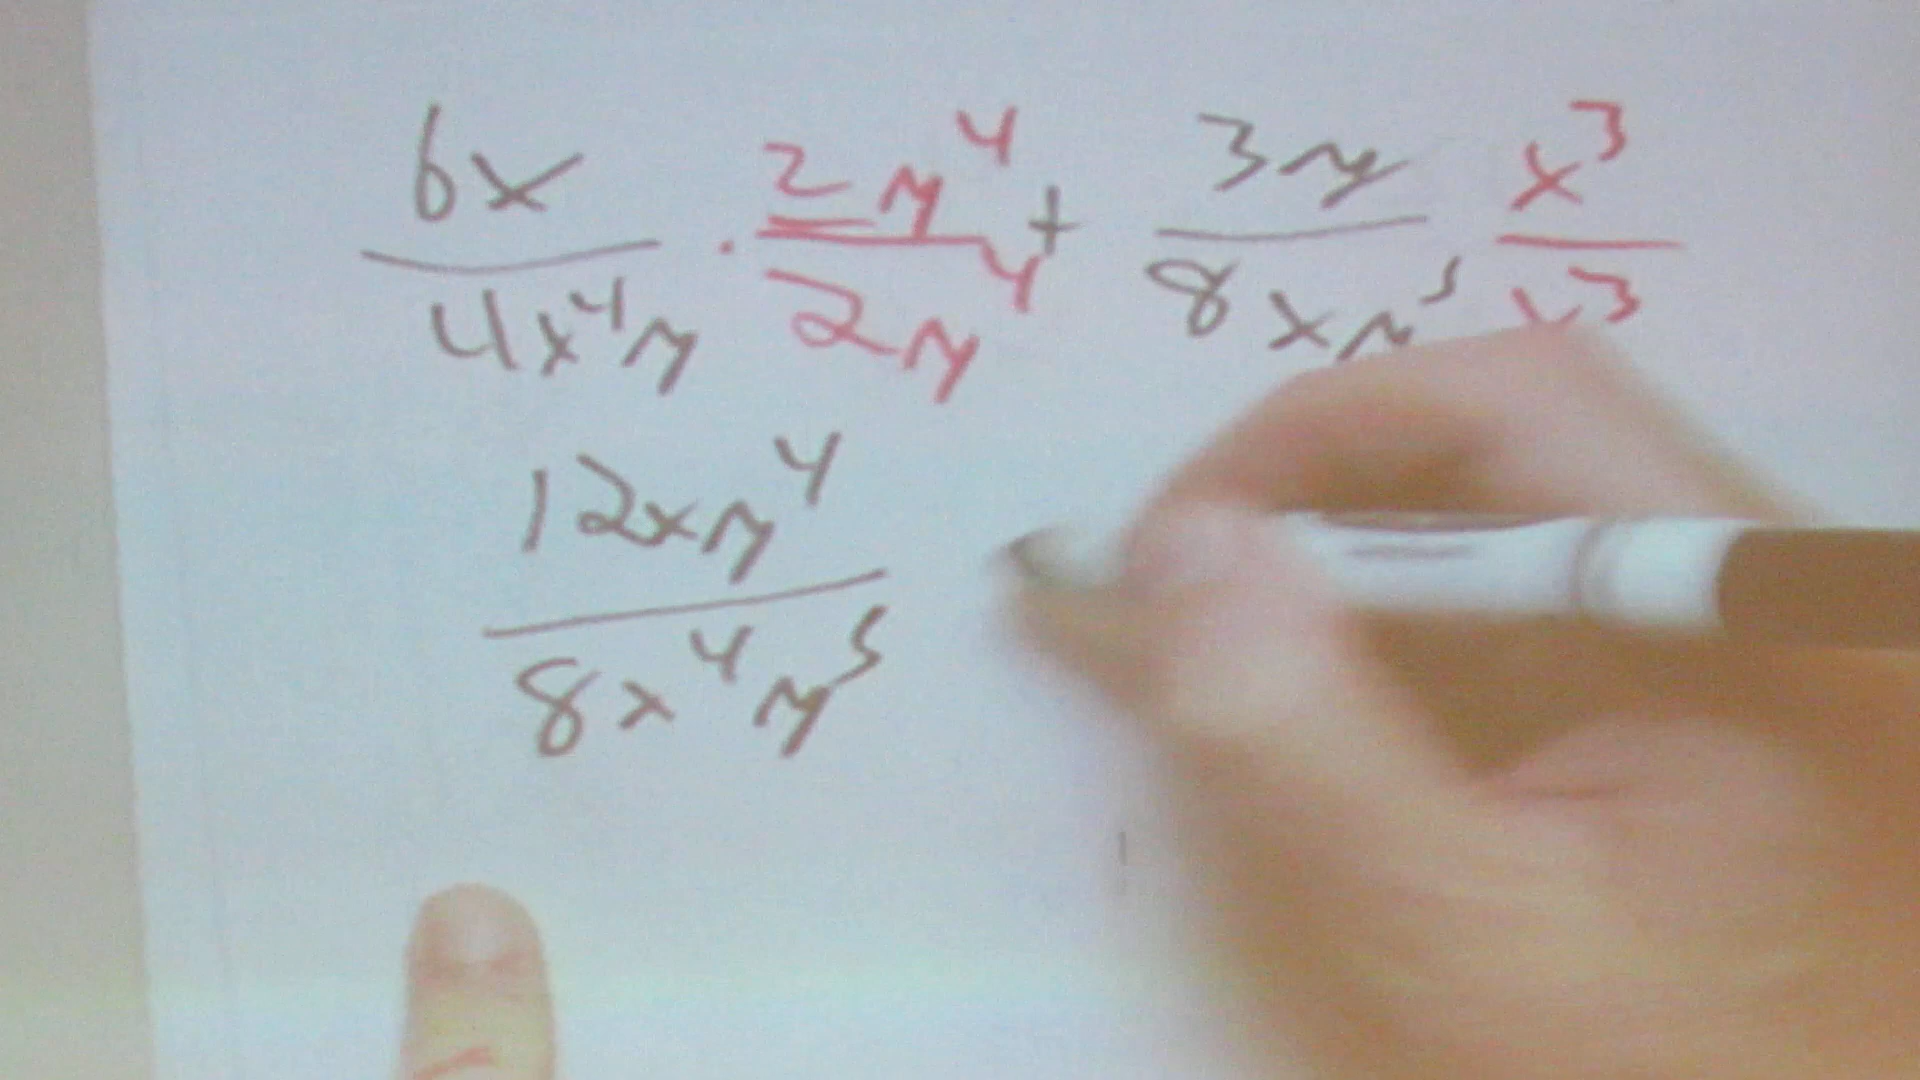 6x/4x⁴y · 2y⁴/2y⁴ + 3y/8xy⁵ x³/x³
12xy⁴/8x⁴y⁵